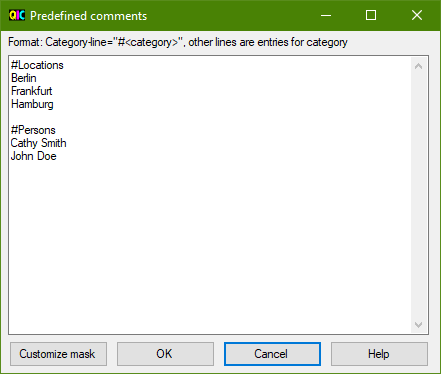 QIC Predefined comments
Format: Category-line="#<category>", other lines are entries for category
#Locations
Berlin
Frankfurt
Hamburg
#Persons
Cathy Smith
John Doe
Customize mask OK Cancel Help